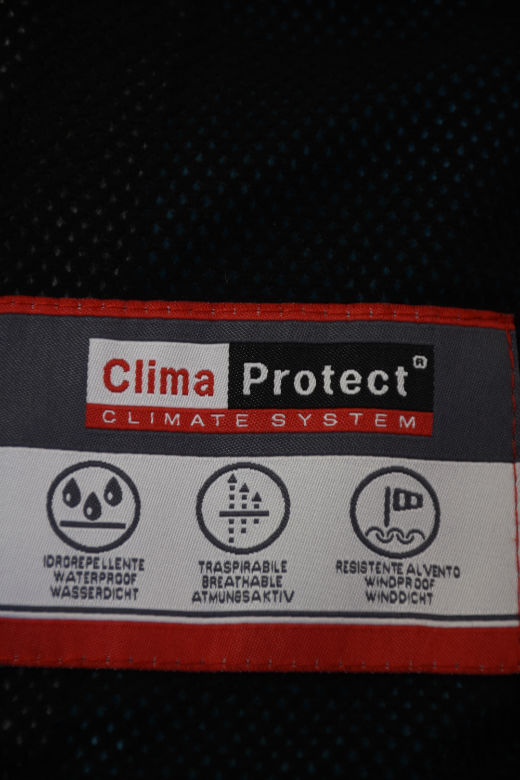 Clima Protect®
CLIMATE SYSTEM
IDROREPELLENTE
WATERPROOF
WASSERDICHT
TRASPIRABILE
BREATHABLE
ATMUNGSAKTIV
RESISTENTE AL VENTO
WINDPROOF
WINDDICHT